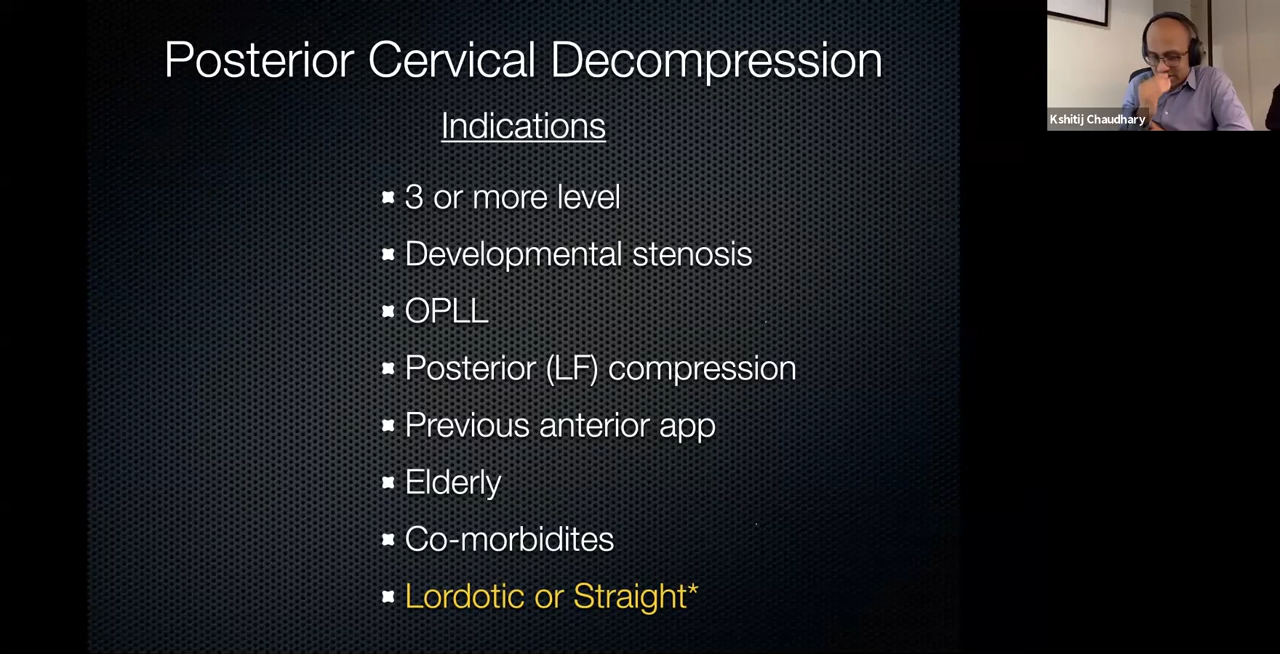 Posterior Cervical Decompression
Indications
3 or more level
Developmental stenosis
OPLL
Posterior (LF) compression
Previous anterior app
Elderly
Co-morbidites
Lordotic or Straight*
Kshitij Chaudhary